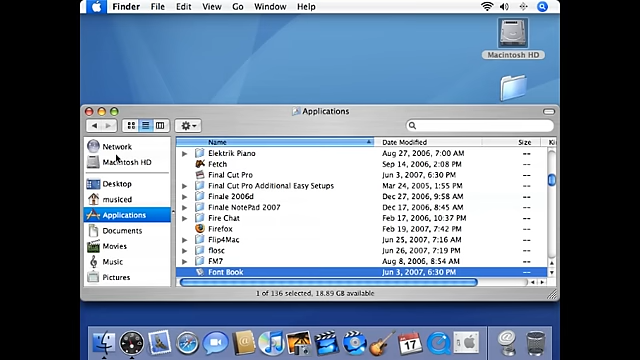 Finder File Edit View Go Window Help
Macintosh HD
Applications
Network
Macintosh HD
Desktop
musiced
Applications
Documents
Movies
Music
Pictures
Name Date Modified Size Ki
Elektrik Piano Aug 27, 2006, 7:00 AM --
Fetch Sep 14, 2006, 2:08 PM --
Final Cut Pro Jun 3, 2007, 6:30 PM --
Final Cut Pro Additional Easy Setups Mar 24, 2005, 1:55 PM --
Finale 2006d Dec 27, 2006, 9:58 AM --
Finale NotePad 2007 Dec 17, 2006, 8:45 AM --
Fire Chat Feb 17, 2006, 10:37 PM --
Firefox Feb 19, 2007, 7:42 PM --
Flip4Mac Jun 25, 2007, 7:16 AM --
flosc Jun 26, 2007, 7:19 PM --
FM7 Aug 8, 2006, 8:54 AM --
Font Book Jun 3, 2007, 6:30 PM --
1 of 136 selected, 18.89 GB available
17